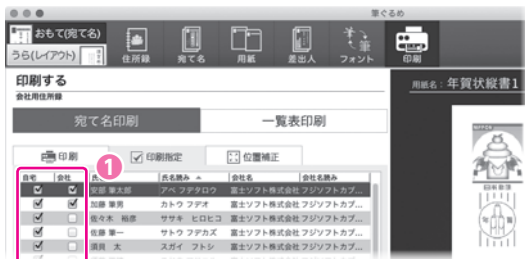 筆ぐるめ
おもて(宛て名)
うら(レイアウト)
住所録
宛て名
用紙
差出人
フォント
印刷
印刷する
会社用住所録
用紙名：年賀状縦書1
宛て名印刷
一覧表印刷
印刷
印刷指定
位置補正
1
自宅 会社 氏名読み 会社名 会社名読み
安部 筆太郎 アベ フデタロウ 富士ソフト株式会社 フジソフトカブ...
加藤 筆男 カトウ フデオ 富士ソフト株式会社 フジソフトカブ...
佐々木 裕彦 ササキ ヒロヒコ 富士ソフト株式会社 フジソフトカブ...
佐藤 筆一 サトウ フデカズ 富士ソフト株式会社 フジソフトカブ...
須貝 太 スガイ フトシ 富士ソフト株式会社 フジソフトカブ...
NIPPON